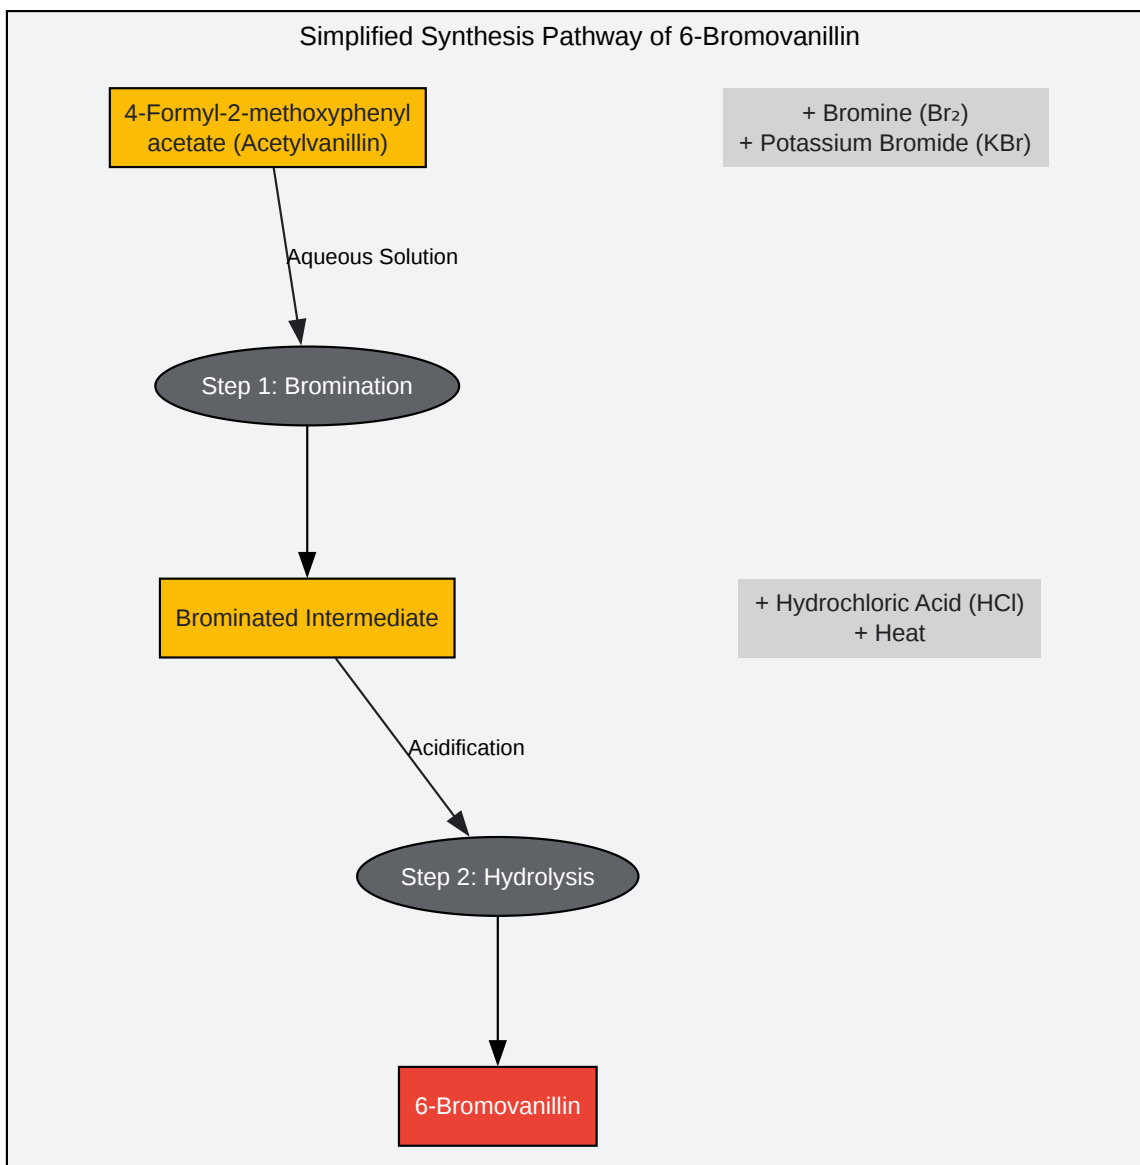 Simplified Synthesis Pathway of 6-Bromovanillin
4-Formyl-2-methoxyphenyl
acetate (Acetylvanillin)
+ Bromine (Br₂)
+ Potassium Bromide (KBr)
Aqueous Solution
Step 1: Bromination
Brominated Intermediate
+ Hydrochloric Acid (HCl)
+ Heat
Acidification
Step 2: Hydrolysis
6-Bromovanillin